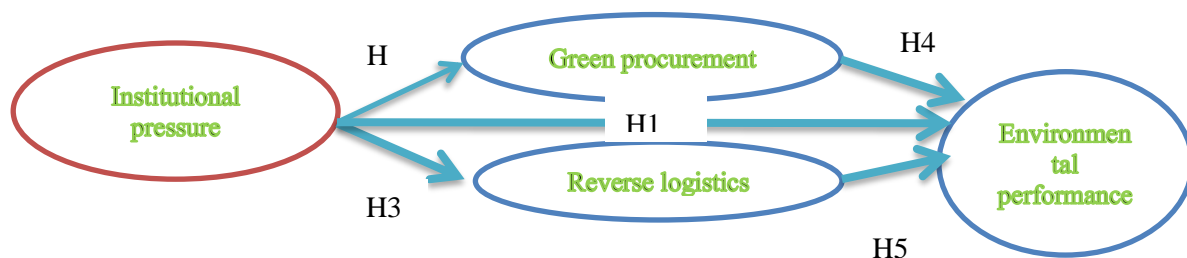 H
Green procurement
H4
Institutional
pressure
H1
Environmen
tal
performance
Reverse logistics
H3
H5